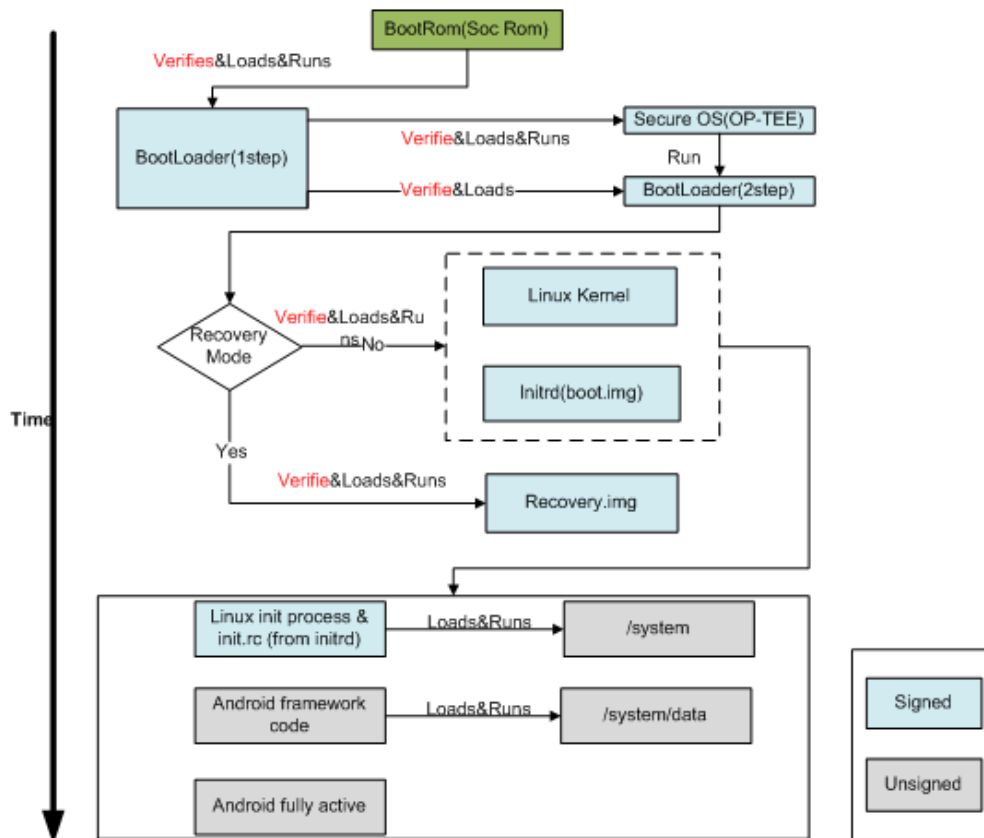 BootRom(Soc Rom)
Verifies&Loads&Runs
BootLoader(1step)
Secure OS(OP-TEE)
Verifie&Loads&Runs
Run
Verifie&Loads
BootLoader(2step)
Recovery
Mode
Verifie&Loads&Ru
ns
No
Linux Kernel
Initrd(boot.img)
Time
Yes
Verifie&Loads&Runs
Recovery.img
Linux init process &
init.rc (from initrd)
Loads&Runs
/system
Android framework
code
Loads&Runs
/system/data
Android fully active
Signed
Unsigned